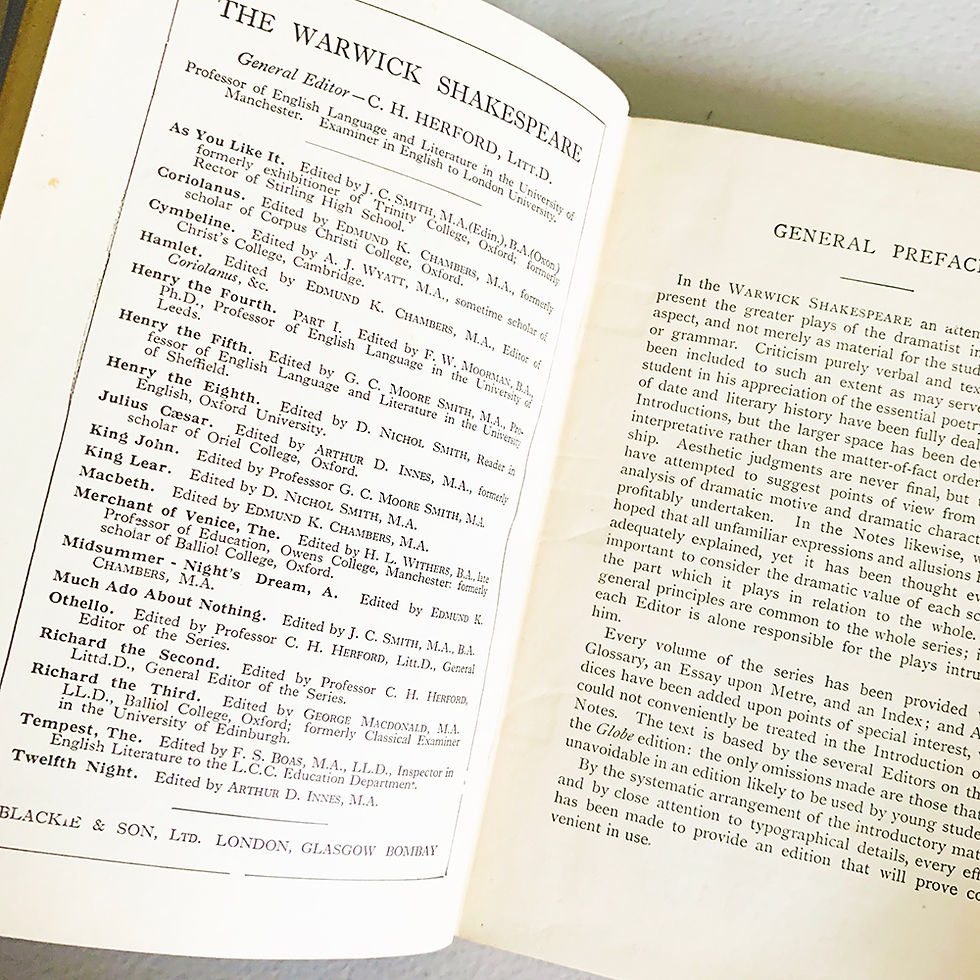 THE WARWICK SHAKESPEARE
General Editor—C. H. HERFORD, LITT.D.
Professor of English Language and Literature in the University of
Manchester. Examiner in English to London University.
As You Like It. Edited by J. C. SMITH, M.A.(Edin.), B.A.(Oxon.)
formerly exhibitioner of Trinity College, Oxford; formerly
Rector of Stirling High School.
Coriolanus. Edited by EDMUND K. CHAMBERS, M.A., formerly
scholar of Corpus Christi College, Oxford.
Cymbeline. Edited by A. J. WYATT, M.A., sometime scholar of
Christ's College, Cambridge.
Hamlet. Edited by EDMUND K. CHAMBERS, M.A., Editor of
Coriolanus, &c.
Henry the Fourth. PART I. Edited by F. W. MOORMAN, B.A.,
Ph.D., Professor of English Language in the University of
Leeds.
Henry the Fifth. Edited by G. C. MOORE SMITH, M.A., Pro-
fessor of English Language and Literature in the University
of Sheffield.
Henry the Eighth. Edited by D. NICHOL SMITH, Reader in
English, Oxford University.
Julius Cæsar. Edited by ARTHUR D. INNES, M.A., formerly
scholar of Oriel College, Oxford.
King John. Edited by Professsor G. C. MOORE SMITH, M.A.
King Lear. Edited by D. NICHOL SMITH, M.A.
Macbeth. Edited by EDMUND K. CHAMBERS, M.A.
Merchant of Venice, The. Edited by H. L. WITHERS, B.A., late
Professor of Education, Owens College, Manchester: formerly
scholar of Balliol College, Oxford.
Midsummer - Night's Dream, A. Edited by EDMUND K.
CHAMBERS, M.A.
Much Ado About Nothing. Edited by J. C. SMITH, M.A., B.A.
Othello. Edited by Professor C. H. HERFORD, Litt.D., General
Editor of the Series.
Richard the Second. Edited by Professor C. H. HERFORD,
Littd.D., General Editor of the Series.
Richard the Third. Edited by GEORGE MACDONALD, M.A.
LL.D., Balliol College, Oxford; formerly Classical Examiner
in the University of Edinburgh.
Tempest, The. Edited by F. S. BOAS, M.A., LL.D., Inspector in
English Literature to the L.C.C. Education Department.
Twelfth Night. Edited by ARTHUR D. INNES, M.A.
BLACKIE & SON, LTD. LONDON, GLASGOW BOMBAY
GENERAL PREFAC
In the WARWICK SHAKESPEARE an attem
present the greater plays of the dramatist in
aspect, and not merely as material for the stud
or grammar. Criticism purely verbal and tex
been included to such an extent as may serv
student in his appreciation of the essential poetry
of date and literary history have been fully deal
Introductions, but the larger space has been dev
interpretative rather than the matter-of-fact order
ship. Aesthetic judgments are never final, but
have attempted to suggest points of view from
analysis of dramatic motive and dramatic charact
profitably undertaken. In the Notes likewise, w
hoped that all unfamiliar expressions and allusions
adequately explained, yet it has been thought ev
important to consider the dramatic value of each s
the part which it plays in relation to the whole.
general principles are common to the whole series; i
each Editor is alone responsible for the plays intru
him.
Every volume of the series has been provided
Glossary, an Essay upon Metre, and an Index; and A
dices have been added upon points of special interest,
could not conveniently be treated in the Introduction o
Notes. The text is based by the several Editors on th
the Globe edition: the only omissions made are those tha
unavoidable in an edition likely to be used by young stude
By the systematic arrangement of the introductory mat
and by close attention to typographical details, every eff
has been made to provide an edition that will prove co
venient in use.